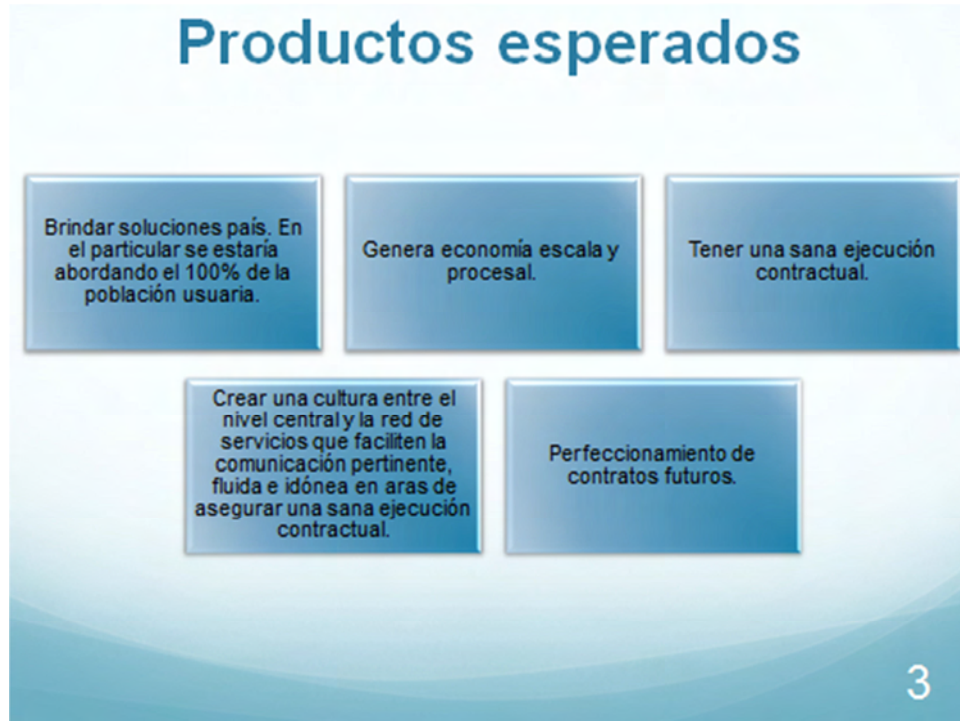 Productos esperados
Brindar soluciones país. En
el particular se estaría
abordando el 100% de la
población usuaria.
Genera economía escala y
procesal.
Tener una sana ejecución
contractual.
Crear una cultura entre el
nivel central y la red de
servicios que faciliten la
comunicación pertinente,
fluida e idónea en aras de
asegurar una sana ejecución
contractual.
Perfeccionamiento de
contratos futuros.
3